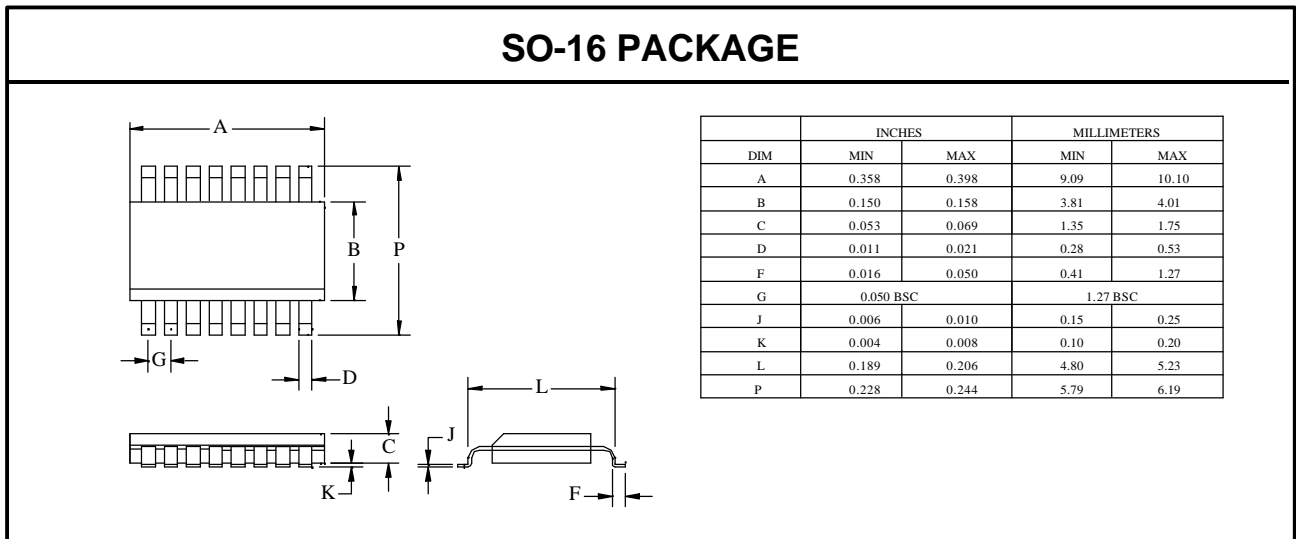 SO-16 PACKAGE
A
B
P
G
D
C
K
J
L
F
INCHES MILLIMETERS
DIM MIN MAX MIN MAX
A 0.358 0.398 9.09 10.10
B 0.150 0.158 3.81 4.01
C 0.053 0.069 1.35 1.75
D 0.011 0.021 0.28 0.53
F 0.016 0.050 0.41 1.27
G 0.050 BSC 1.27 BSC
J 0.006 0.010 0.15 0.25
K 0.004 0.008 0.10 0.20
L 0.189 0.206 4.80 5.23
P 0.228 0.244 5.79 6.19